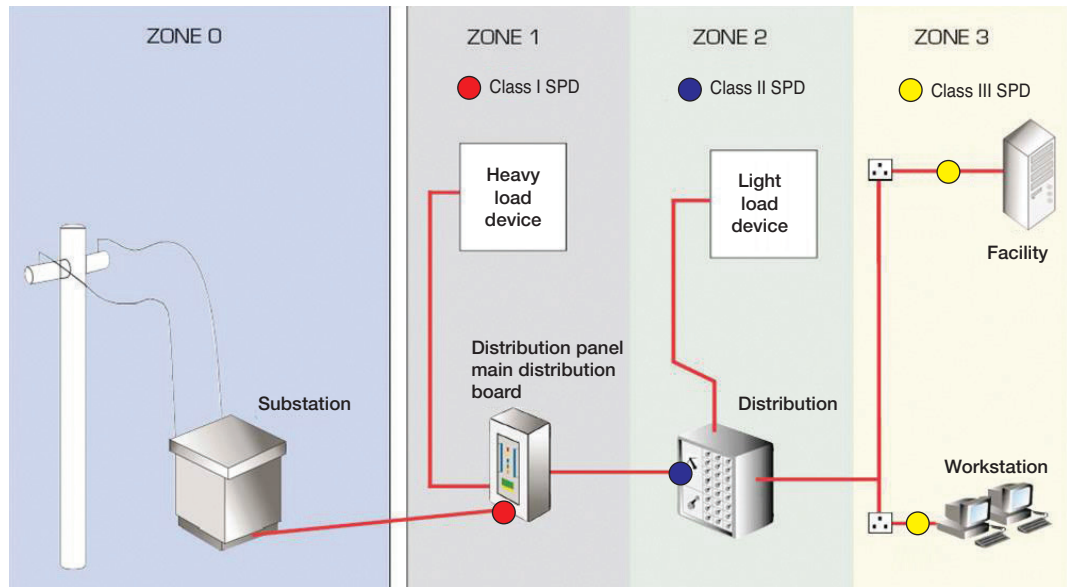 ZONE 0
ZONE 1
ZONE 2
ZONE 3
Class I SPD
Class II SPD
Class III SPD
Heavy
load
device
Light
load
device
Facility
Distribution panel
main distribution
board
Substation
Distribution
Workstation